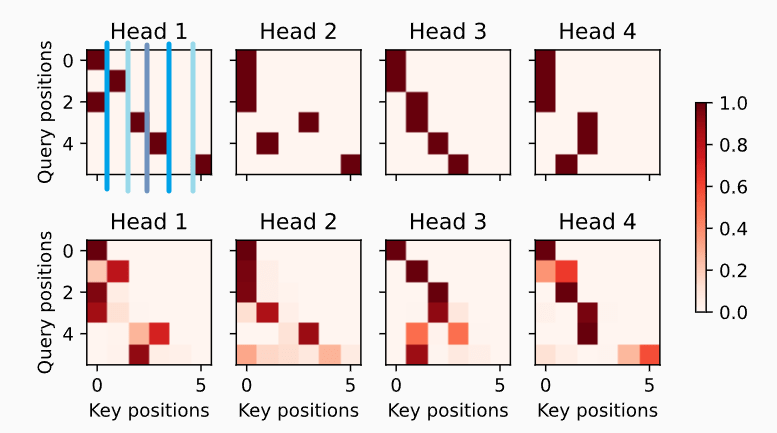 Head 1 Head 2 Head 3 Head 4
Query positions
0
2
4
1.0
0.8
0.6
0.4
0.2
0.0
Head 1 Head 2 Head 3 Head 4
Query positions
0
2
4
0 5 0 5 0 5 0 5
Key positions Key positions Key positions Key positions